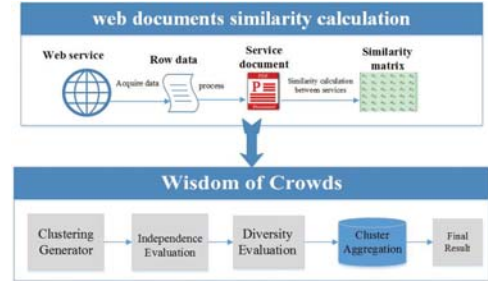 web documents similarity calculation
Web service
Row data
Service
document
Similarity
matrix
Acquire data
process
Similarity calculation
between services
PDF
Wisdom of Crowds
Clustering
Generator
Independence
Evaluation
Diversity
Evaluation
Cluster
Aggregation
Final
Result